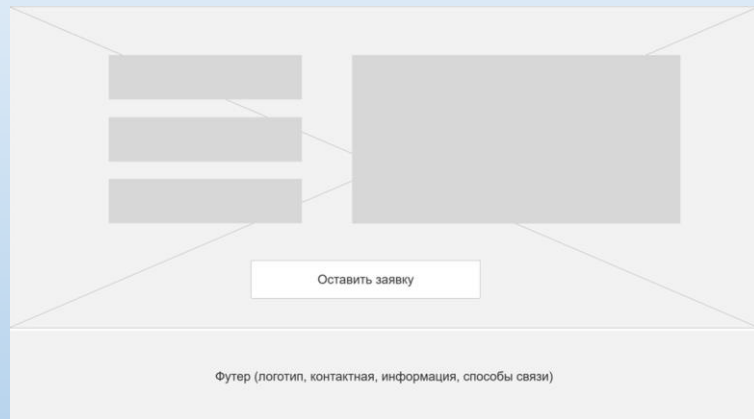 Оставить заявку
Футер (логотип, контактная, информация, способы связи)